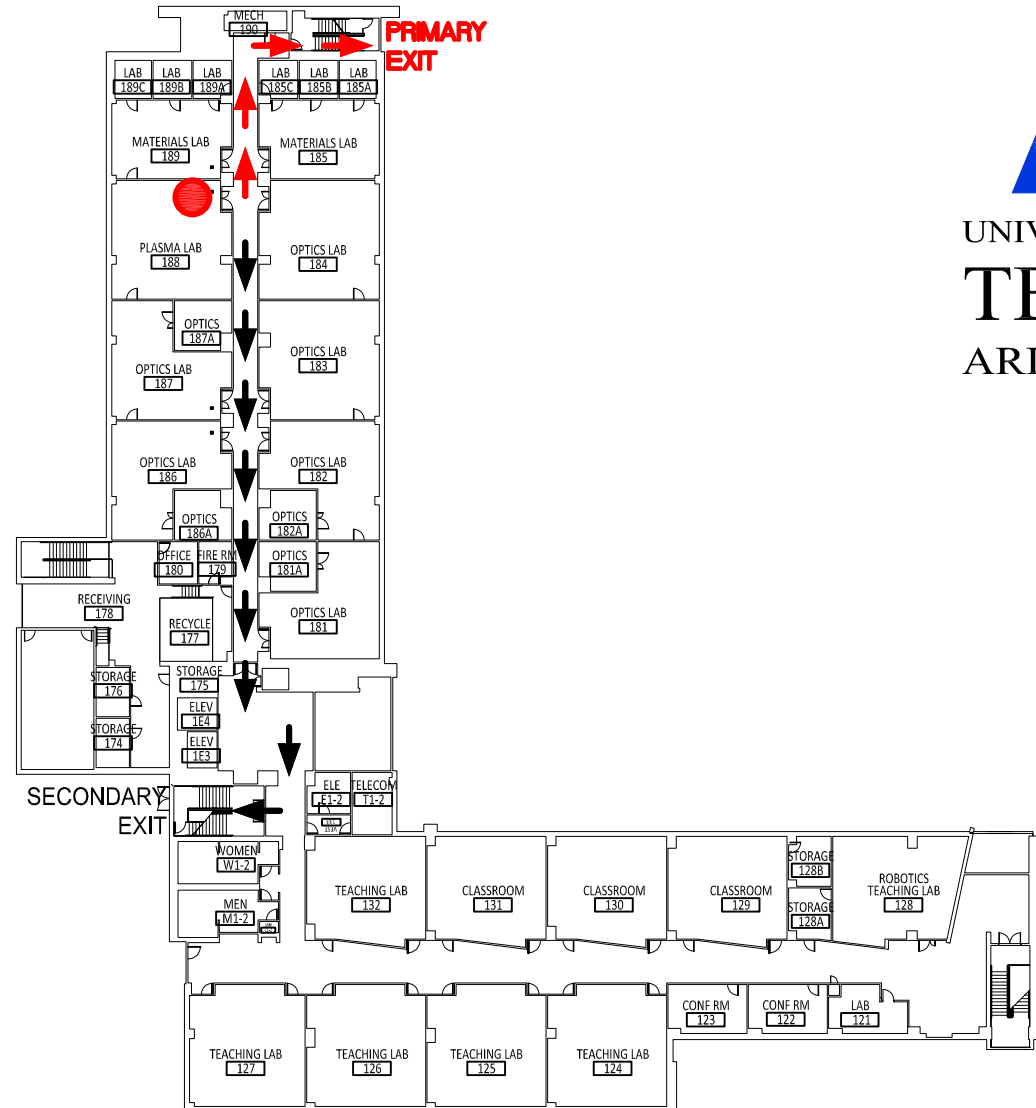 MECH
190
PRIMARY
EXIT
LAB
189C
LAB
189B
LAB
189A
LAB
185C
LAB
185B
LAB
185A
MATERIALS LAB
189
MATERIALS LAB
185
PLASMA LAB
188
OPTICS LAB
184
OPTICS
187A
OPTICS LAB
187
OPTICS LAB
183
OPTICS LAB
186
OPTICS LAB
182
OPTICS
186A
OPTICS
182A
OFFICE
180
FIRE RM
179
OPTICS
181A
RECEIVING
178
RECYCLE
177
OPTICS LAB
181
STORAGE
176
STORAGE
175
ELEV
1E4
STORAGE
174
ELEV
1E3
ELE
E1-2
TELECOM
T1-2
SECONDARY
EXIT
WOMEN
W1-2
MEN
M1-2
TEACHING LAB
132
CLASSROOM
131
CLASSROOM
130
CLASSROOM
129
STORAGE
128B
STORAGE
128A
ROBOTICS
TEACHING LAB
128
CONF RM
123
CONF RM
122
LAB
121
TEACHING LAB
127
TEACHING LAB
126
TEACHING LAB
125
TEACHING LAB
124
UNIV
TE
ARI